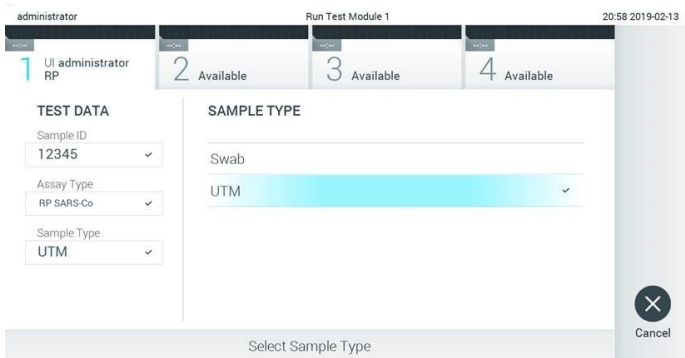 administrator
Run Test Module 1
20:58 2019-02-13
--:--
1 UI administrator
RP
--:--
2 Available
--:--
3 Available
--:--
4 Available
TEST DATA
Sample ID
12345
Assay Type
RP SARS-Co
Sample Type
UTM
SAMPLE TYPE
Swab
UTM
Cancel
Select Sample Type